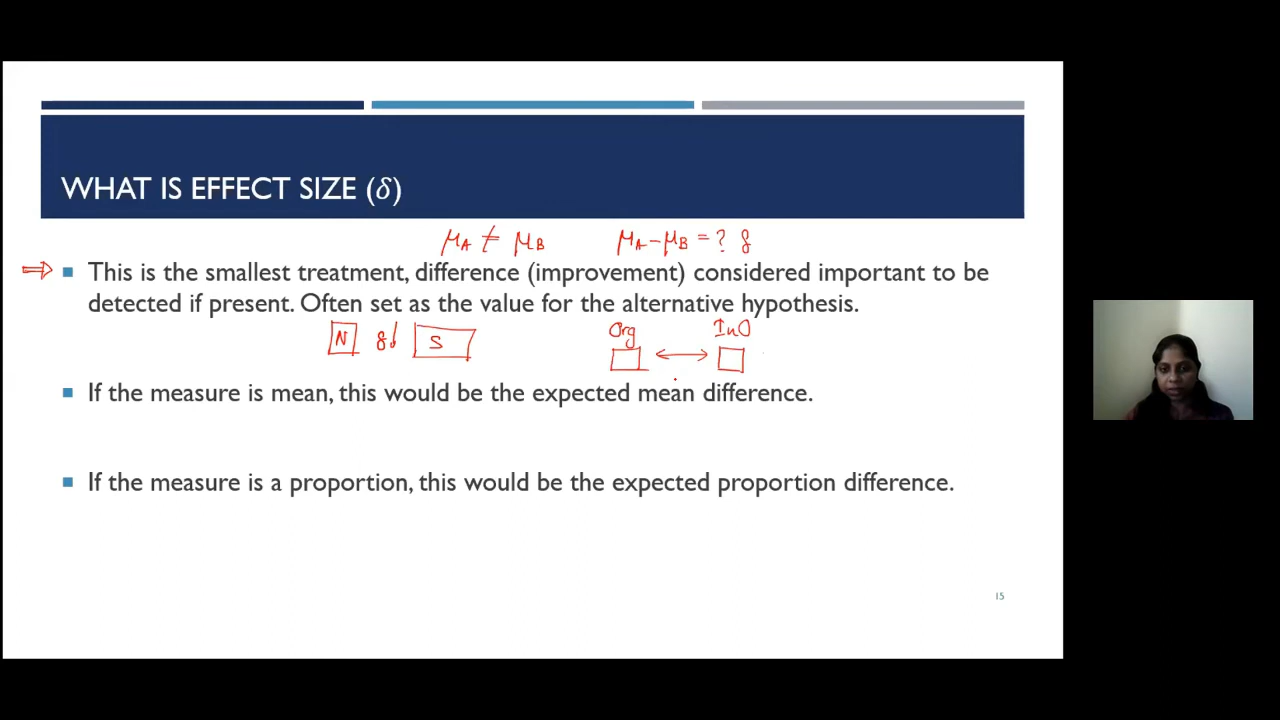 WHAT IS EFFECT SIZE (δ)
μA ≠ μB μA - μB = ? δ
⇒ ▪ This is the smallest treatment, difference (improvement) considered important to be
detected if present. Often set as the value for the alternative hypothesis.
Org InO
N S
▪ If the measure is mean, this would be the expected mean difference.
▪ If the measure is a proportion, this would be the expected proportion difference.
15